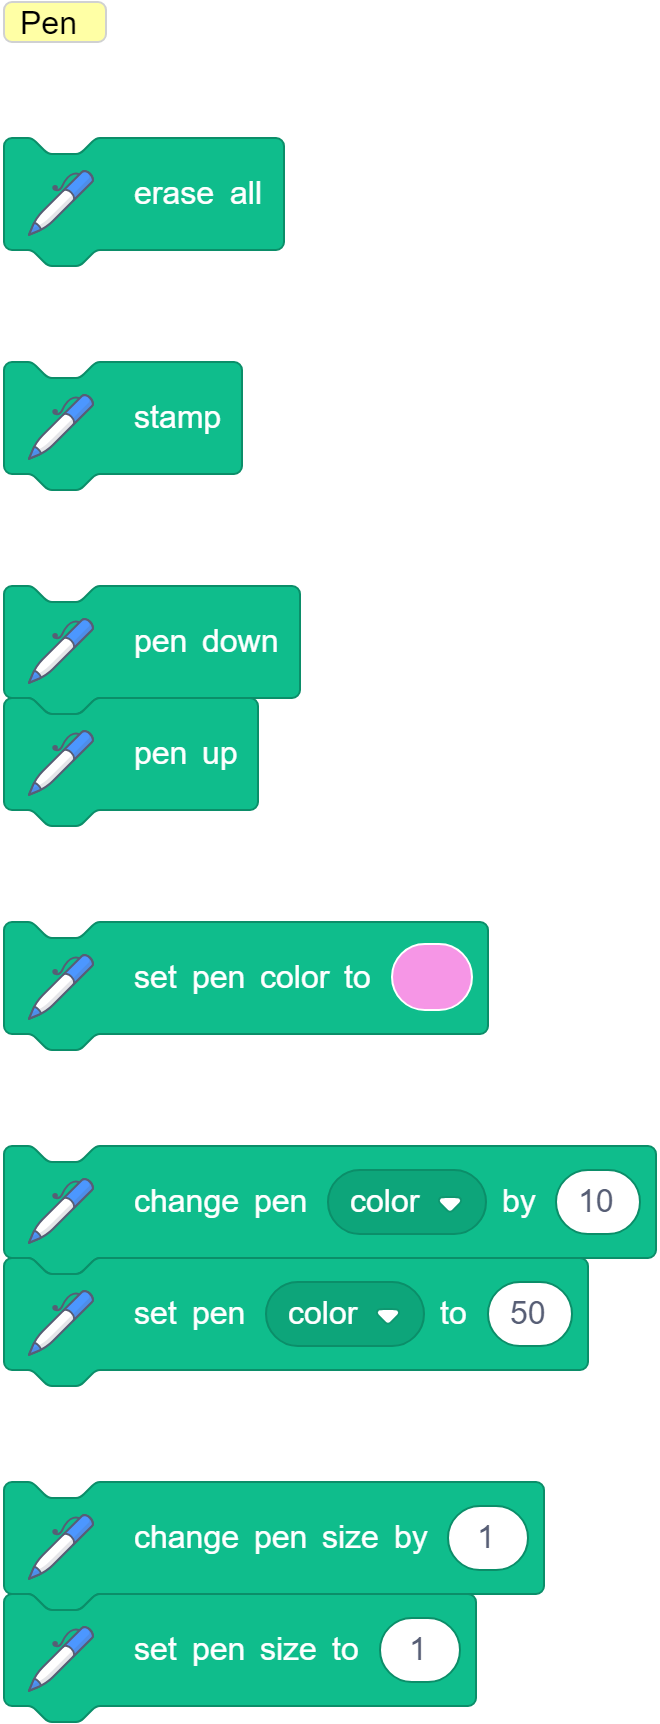 Pen
erase all
stamp
pen down
pen up
set pen color to
change pen color by 10
set pen color to 50
change pen size by 1
set pen size to 1